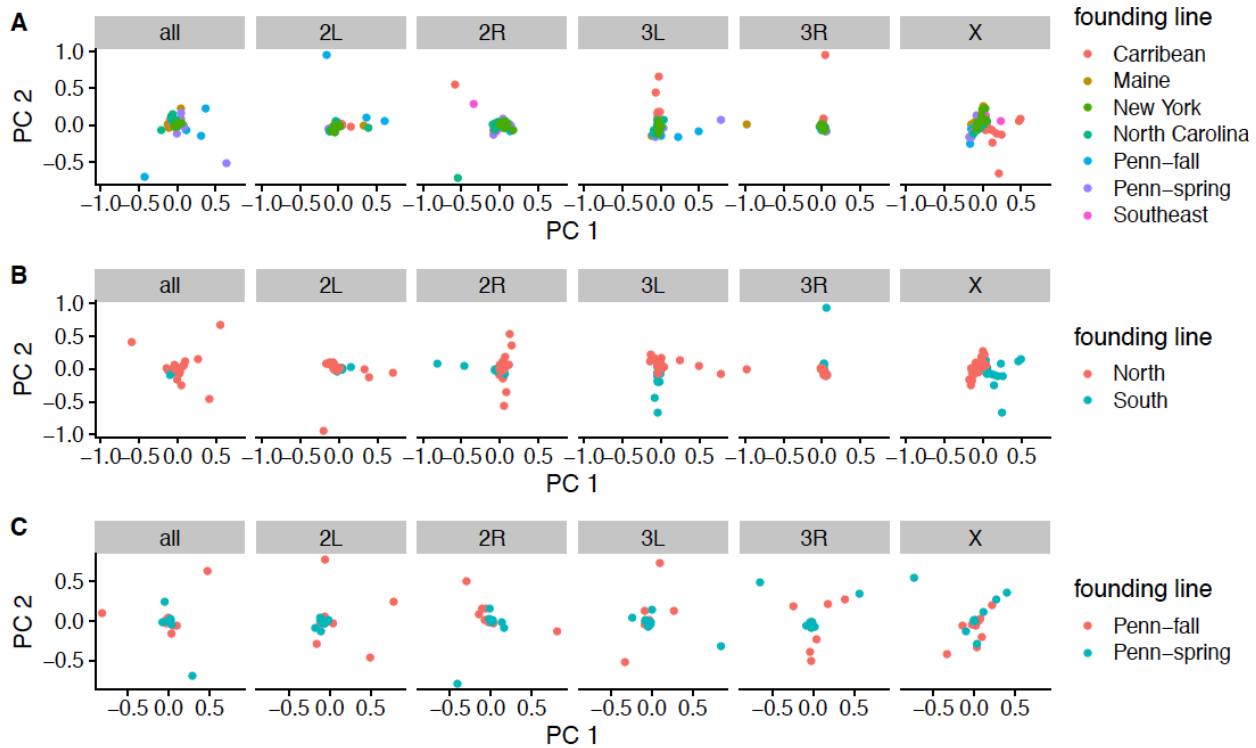 A
all 2L 2R 3L 3R X
1.0
0.5
0.0
−0.5
PC 2
−1.0 −0.5 0.0 0.5 −1.0 −0.5 0.0 0.5 −1.0 −0.5 0.0 0.5 −1.0 −0.5 0.0 0.5 −1.0 −0.5 0.0 0.5 −1.0 −0.5 0.0 0.5
PC 1
founding line
Carribean
Maine
New York
North Carolina
Penn−fall
Penn−spring
Southeast
B
all 2L 2R 3L 3R X
1.0
0.5
0.0
−0.5
−1.0
PC 2
−1.0 −0.5 0.0 0.5 −1.0 −0.5 0.0 0.5 −1.0 −0.5 0.0 0.5 −1.0 −0.5 0.0 0.5 −1.0 −0.5 0.0 0.5 −1.0 −0.5 0.0 0.5
PC 1
founding line
North
South
C
all 2L 2R 3L 3R X
0.5
0.0
−0.5
PC 2
−0.5 0.0 0.5 −0.5 0.0 0.5 −0.5 0.0 0.5 −0.5 0.0 0.5 −0.5 0.0 0.5 −0.5 0.0 0.5
PC 1
founding line
Penn−fall
Penn−spring